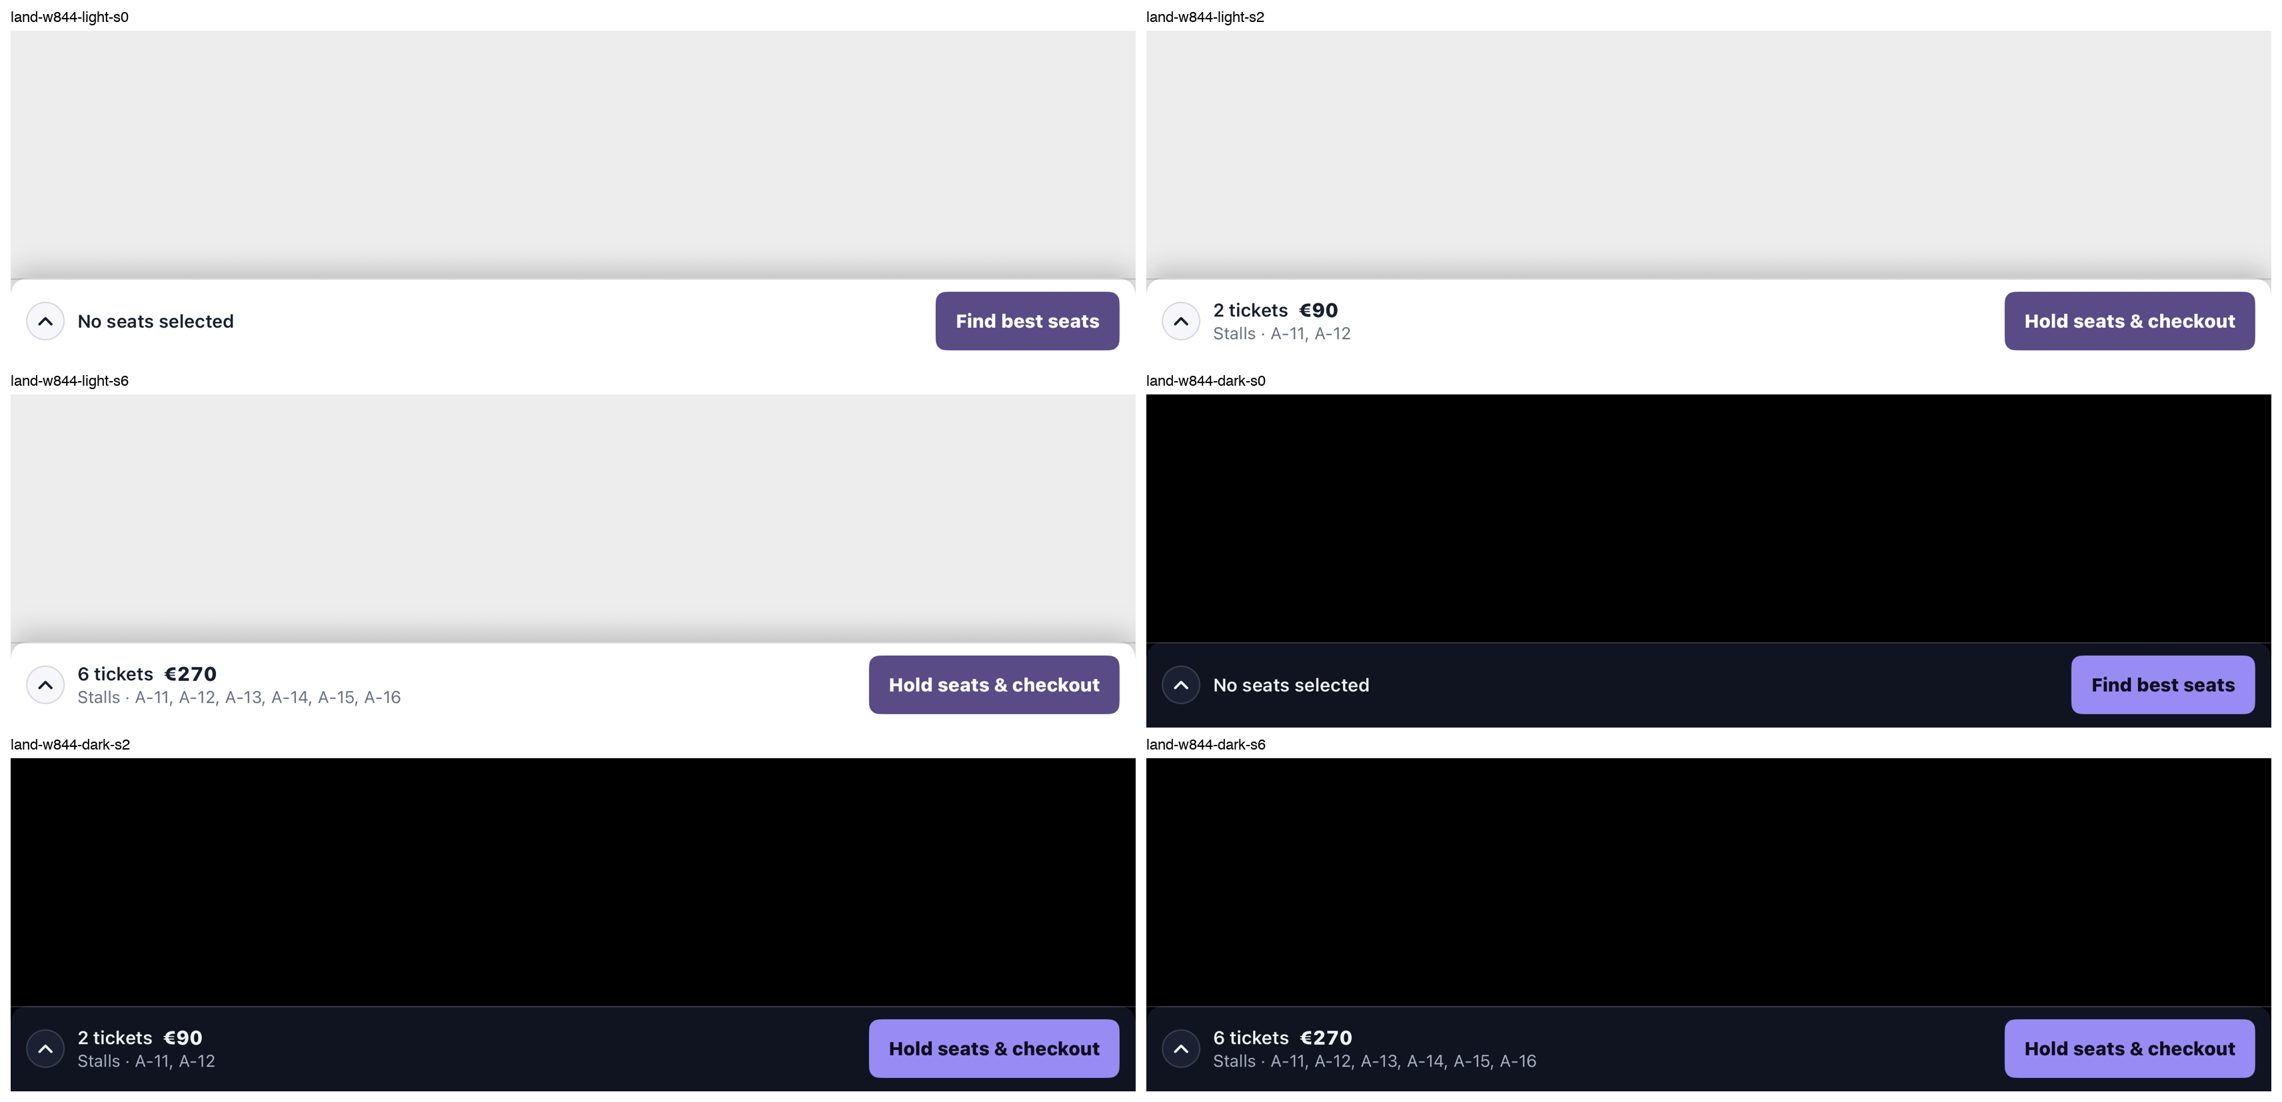 land-w844-light-s0
No seats selected
Find best seats
land-w844-light-s2
2 tickets €90
Stalls · A-11, A-12
Hold seats & checkout
land-w844-light-s6
6 tickets €270
Stalls · A-11, A-12, A-13, A-14, A-15, A-16
Hold seats & checkout
land-w844-dark-s0
No seats selected
Find best seats
land-w844-dark-s2
2 tickets €90
Stalls · A-11, A-12
Hold seats & checkout
land-w844-dark-s6
6 tickets €270
Stalls · A-11, A-12, A-13, A-14, A-15, A-16
Hold seats & checkout